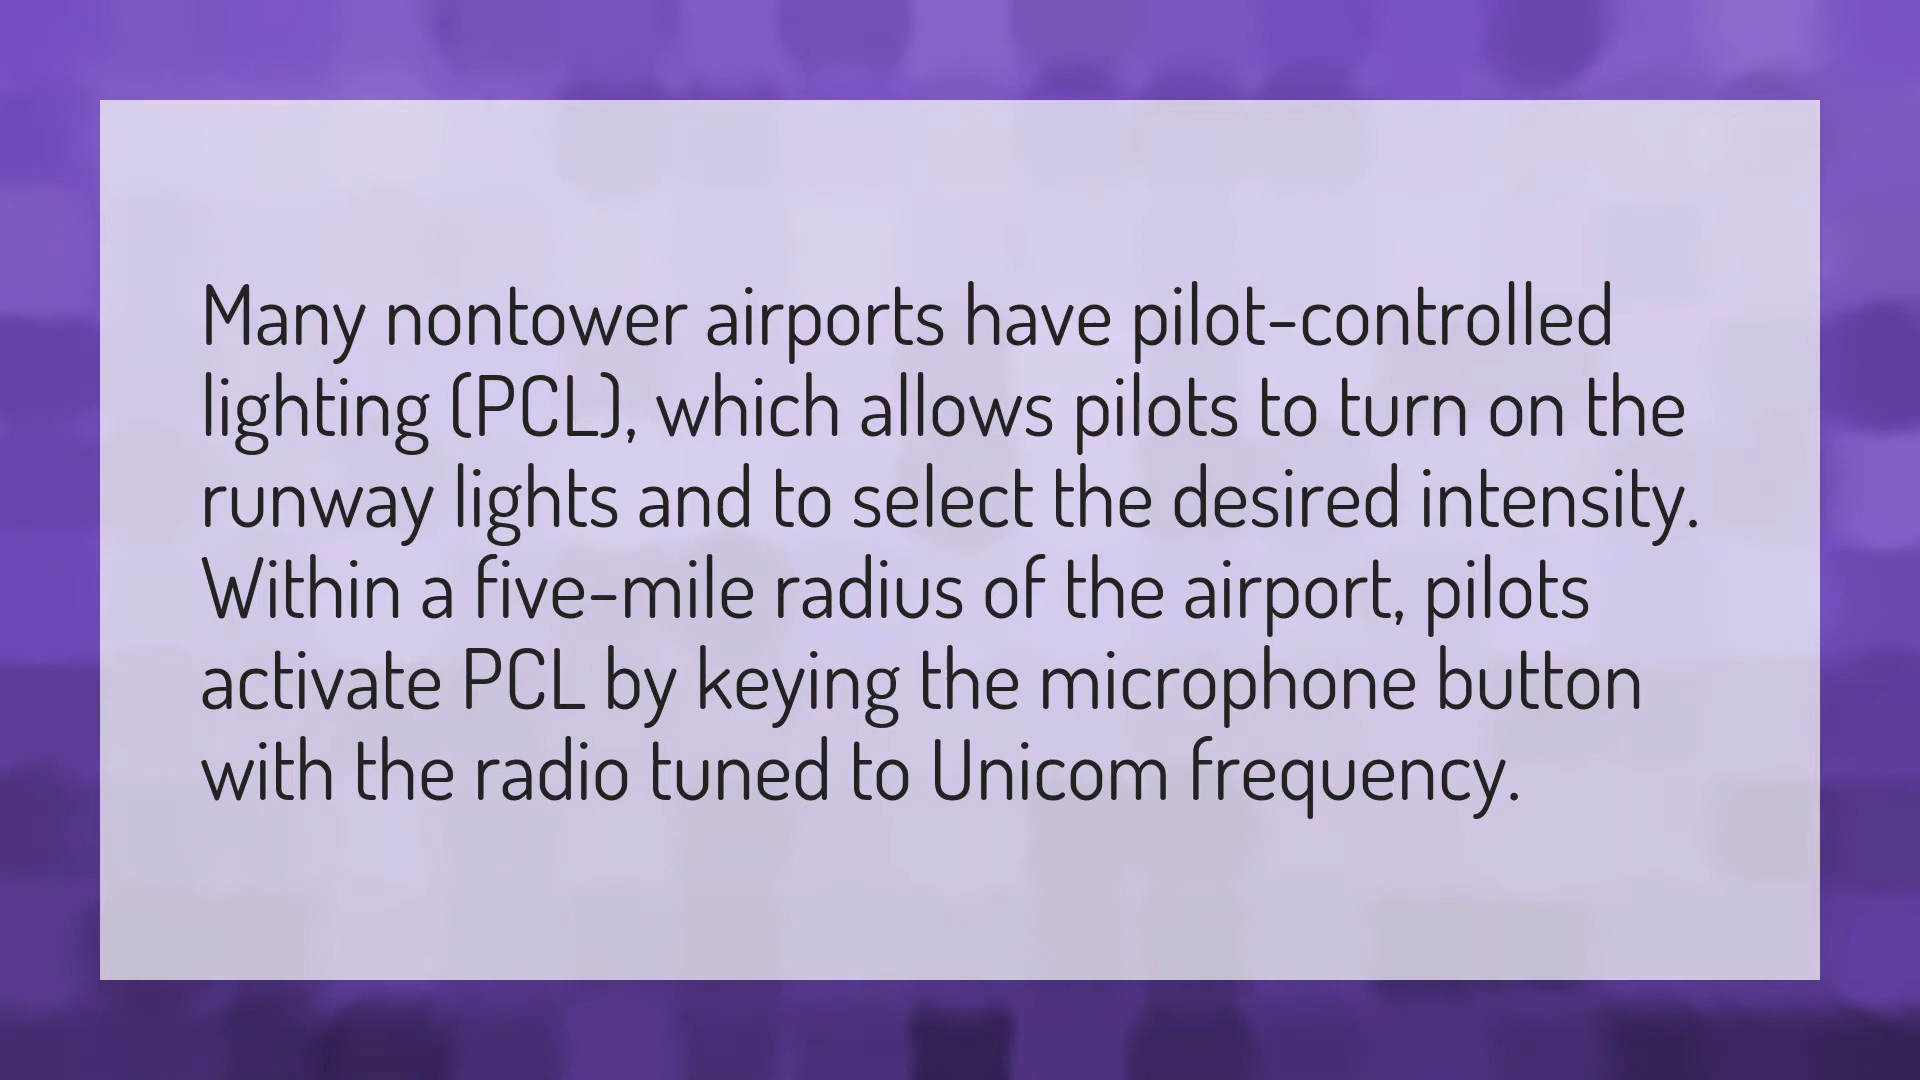 Many nontower airports have pilot-controlled
lighting (PCL), which allows pilots to turn on the
runway lights and to select the desired intensity.
Within a five-mile radius of the airport, pilots
activate PCL by keying the microphone button
with the radio tuned to Unicom frequency.